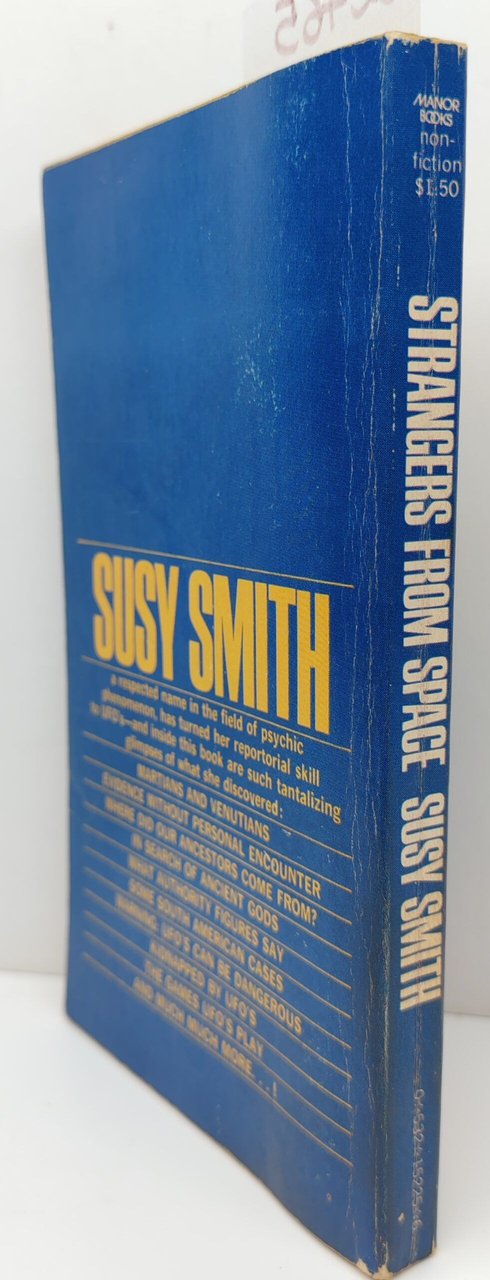 SUSY SMITH
a respected name in the field of psychic
phenomenon, has turned her reportorial skill
to UFO's—and inside this book are such tantalizing
glimpses of what she discovered:
MARTIANS AND VENUTIANS
EVIDENCE WITHOUT PERSONAL ENCOUNTER
WHERE DID OUR ANCESTORS COME FROM?
IN SEARCH OF ANCIENT GODS
WHAT AUTHORITY FIGURES SAY
SOME SOUTH AMERICAN CASES
WARNING, UFO'S CAN BE DANGEROUS
KIDNAPPED BY UFO'S
THE GAMES UFO'S PLAY
AND MUCH MUCH MORE . . !
MANOR
BOOKS
non-
fiction
$1.50
STRANGERS FROM SPACE SUSY SMITH